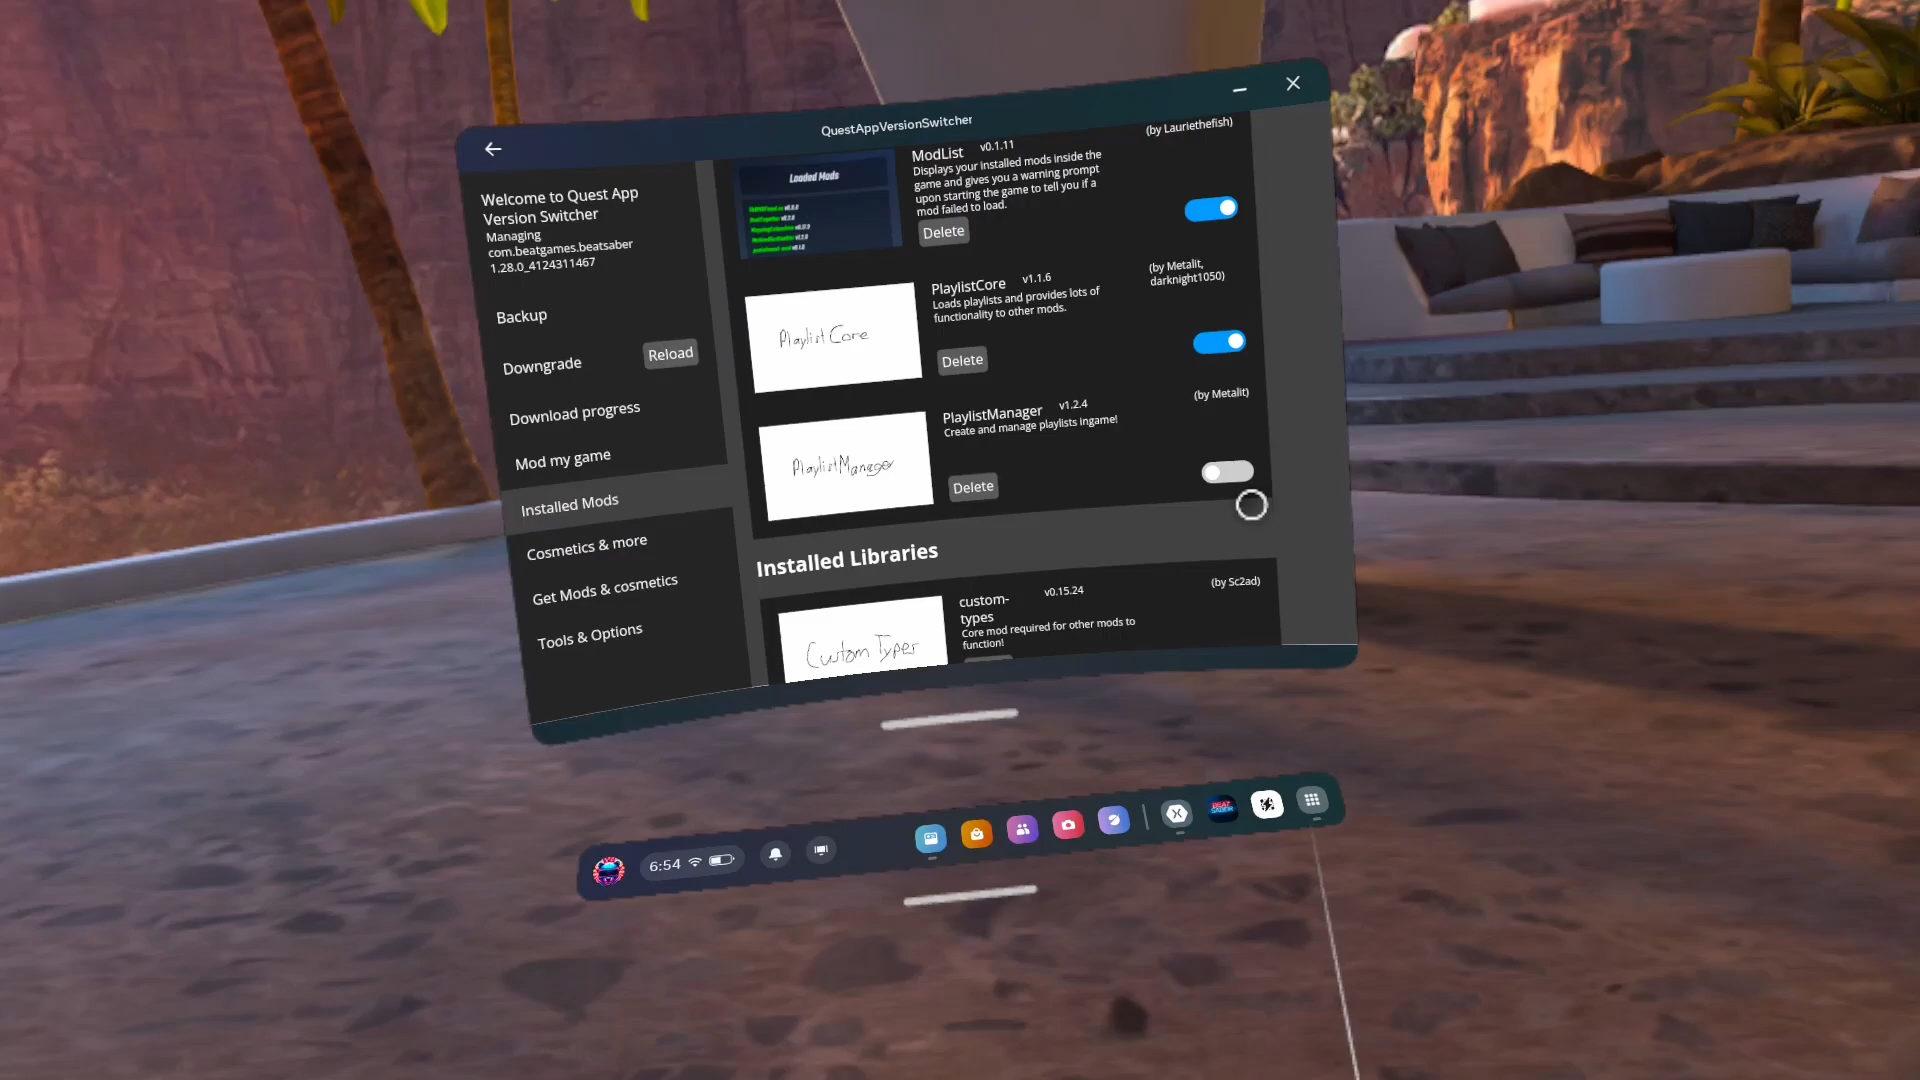 QuestAppVersionSwitcher
Welcome to Quest App
Version Switcher
Managing
com.beatgames.beatsaber
1.28.0_4124311467
Backup
Downgrade
Reload
Download progress
Mod my game
Installed Mods
Cosmetics & more
Get Mods & cosmetics
Tools & Options
Loaded Mods
ModList v0.1.11
(by Lauriethefish)
Displays your installed mods inside the
game and gives you a warning prompt
upon starting the game to tell you if a
mod failed to load.
Delete
Playlist Core
PlaylistCore v1.1.6
(by Metalit,
darknight1050)
Loads playlists and provides lots of
functionality to other mods.
Delete
PlaylistManager
PlaylistManager v1.2.4
(by Metalit)
Create and manage playlists ingame!
Delete
Installed Libraries
Custom Types
custom-
types
v0.15.24
(by Sc2ad)
Core mod required for other mods to
function!
6:54
BEAT
SABER